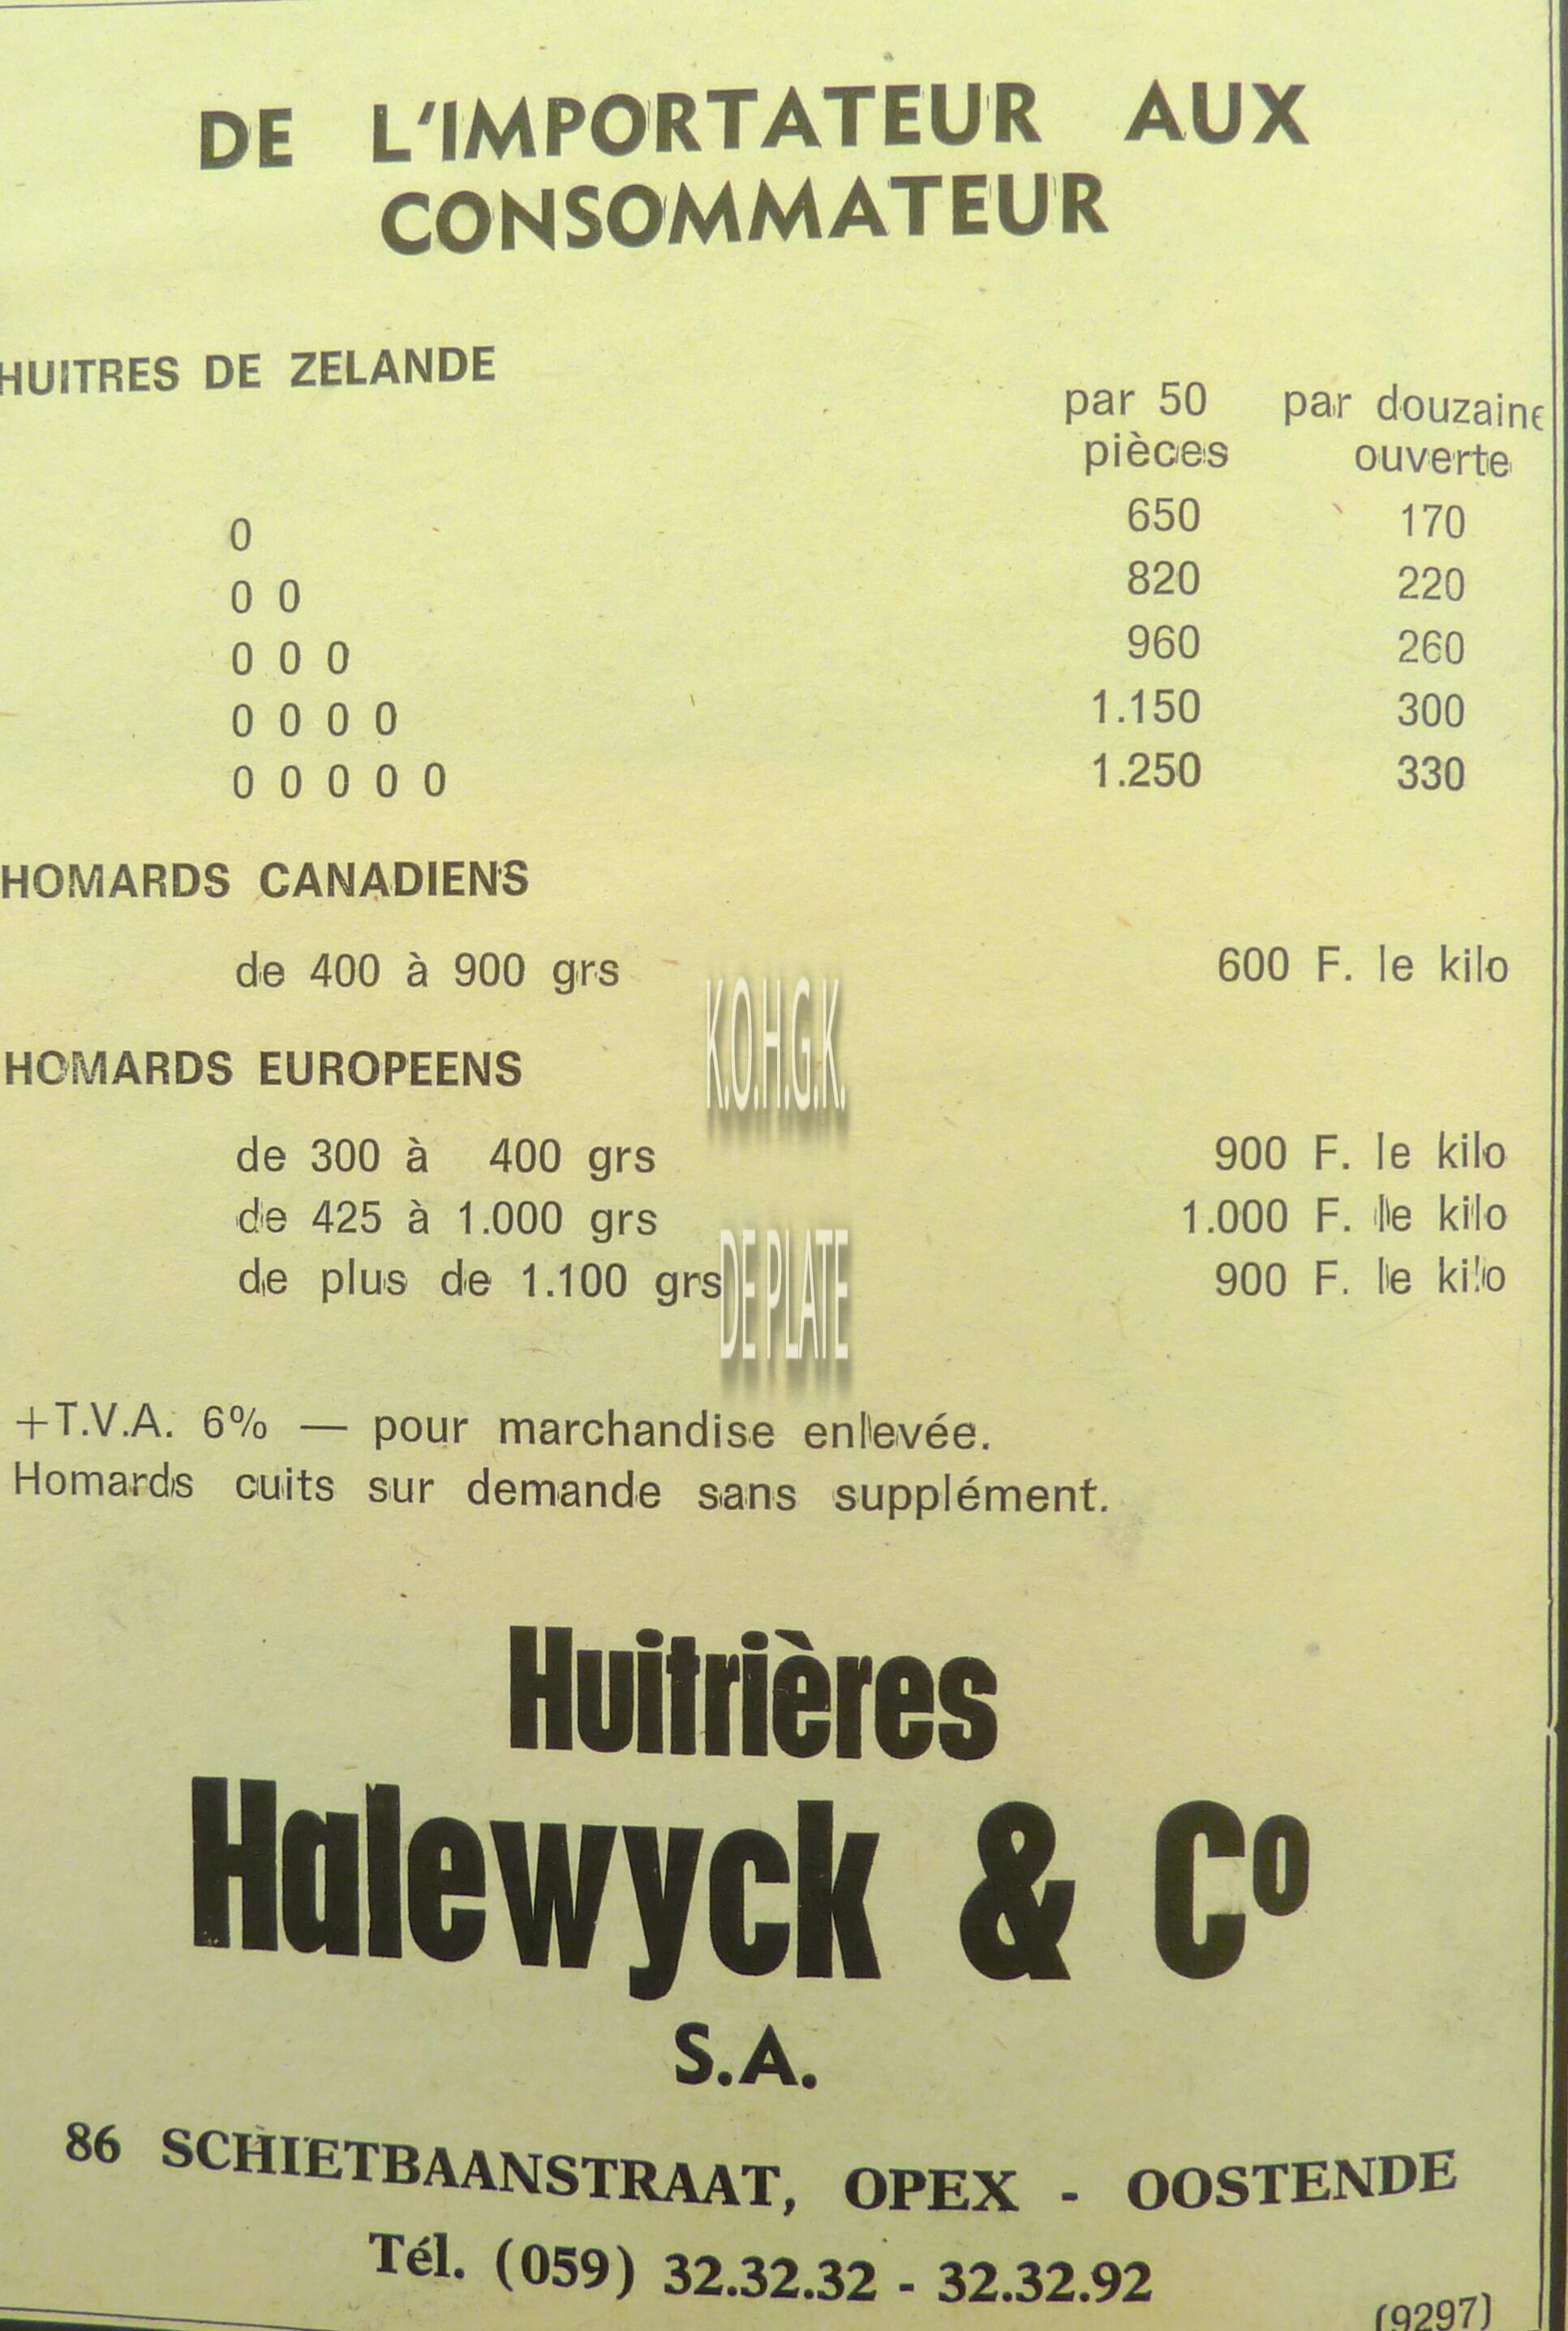 DE L'IMPORTATEUR AUX
CONSOMMATEUR
HUITRES DE ZELANDE
par 50 par douzaine
pièces ouverte
0 650 170
0 0 820 220
0 0 0 960 260
0 0 0 0 1.150 300
0 0 0 0 0 1.250 330
HOMARDS CANADIENS
de 400 à 900 grs 600 F. le kilo
K.O.H.G.K.
HOMARDS EUROPEENS
de 300 à 400 grs 900 F. le kilo
de 425 à 1.000 grs 1.000 F. le kilo
de plus de 1.100 grs 900 F. le kilo
DE PLATE
+T.V.A. 6% — pour marchandise enlevée.
Homards cuits sur demande sans supplément.
Huitrières
Halewyck & Co
S.A.
86 SCHIETBAANSTRAAT, OPEX - OOSTENDE
Tél. (059) 32.32.32 - 32.32.92
(9297)